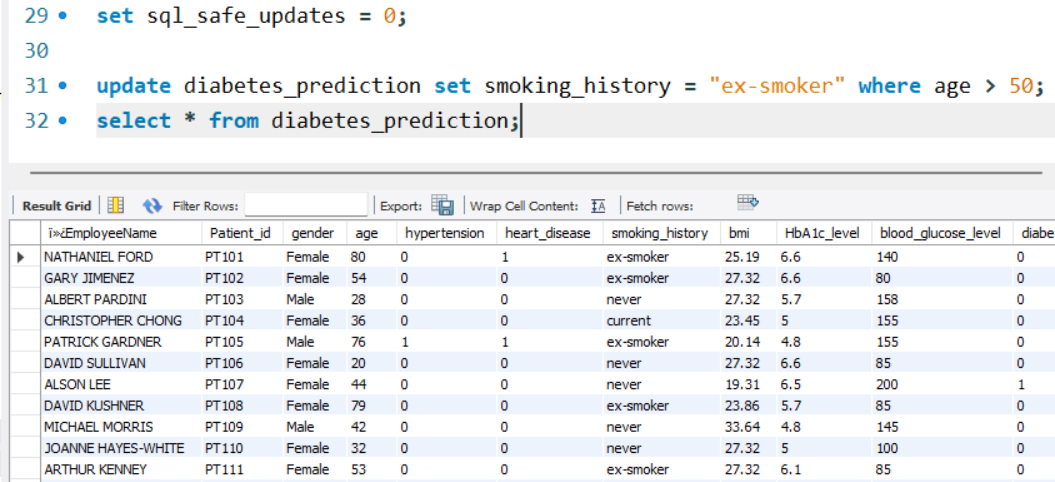 29 set sql_safe_updates = 0;
30
31 update diabetes_prediction set smoking_history = "ex-smoker" where age > 50;
32 select * from diabetes_prediction;
Result Grid Filter Rows: Export: Wrap Cell Content: Fetch rows:
ï»¿EmployeeName Patient_id gender age hypertension heart_disease smoking_history bmi HbA1c_level blood_glucose_level diabe
NATHANIEL FORD PT101 Female 80 0 1 ex-smoker 25.19 6.6 140 0
GARY JIMENEZ PT102 Female 54 0 0 ex-smoker 27.32 6.6 80 0
ALBERT PARDINI PT103 Male 28 0 0 never 27.32 5.7 158 0
CHRISTOPHER CHONG PT104 Female 36 0 0 current 23.45 5 155 0
PATRICK GARDNER PT105 Male 76 1 1 ex-smoker 20.14 4.8 155 0
DAVID SULLIVAN PT106 Female 20 0 0 never 27.32 6.6 85 0
ALSON LEE PT107 Female 44 0 0 never 19.31 6.5 200 1
DAVID KUSHNER PT108 Female 79 0 0 ex-smoker 23.86 5.7 85 0
MICHAEL MORRIS PT109 Male 42 0 0 never 33.64 4.8 145 0
JOANNE HAYES-WHITE PT110 Female 32 0 0 never 27.32 5 100 0
ARTHUR KENNEY PT111 Female 53 0 0 ex-smoker 27.32 6.1 85 0